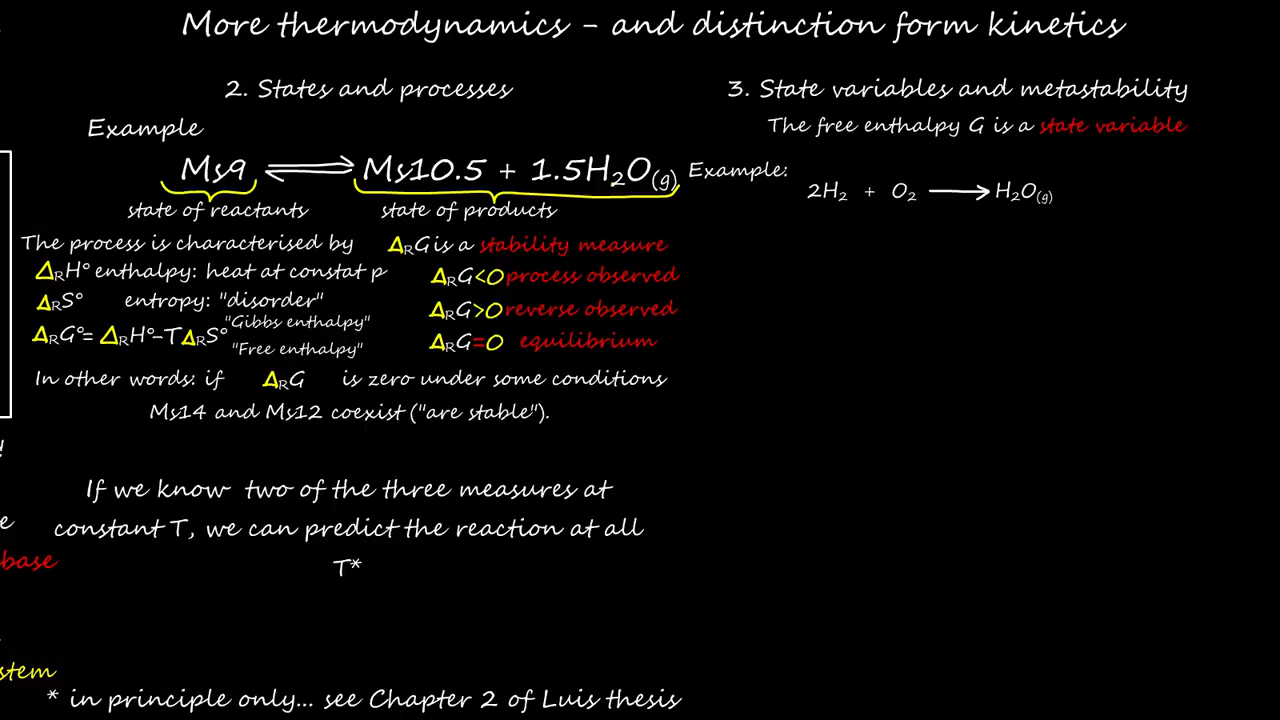 More thermodynamics - and distinction form kinetics
2. States and processes
Example
Ms9 ⇌ Ms10.5 + 1.5H₂O(g)
state of reactants
state of products
The process is characterised by
ΔRH° enthalpy: heat at constat p
ΔRS° entropy: "disorder"
ΔRG°= ΔRH°-TΔRS°
"Gibbs enthalpy"
"Free enthalpy"
ΔRG is a stability measure
ΔRG<0 process observed
ΔRG>0 reverse observed
ΔRG=0 equilibrium
In other words: if ΔRG is zero under some conditions
Ms14 and Ms12 coexist ("are stable").
If we know two of the three measures at
constant T, we can predict the reaction at all
T*
* in principle only... see Chapter 2 of Luis thesis
3. State variables and metastability
The free enthalpy G is a state variable
Example:
2H₂ + O₂ ⟶ H₂O(g)
!
e
base
stem